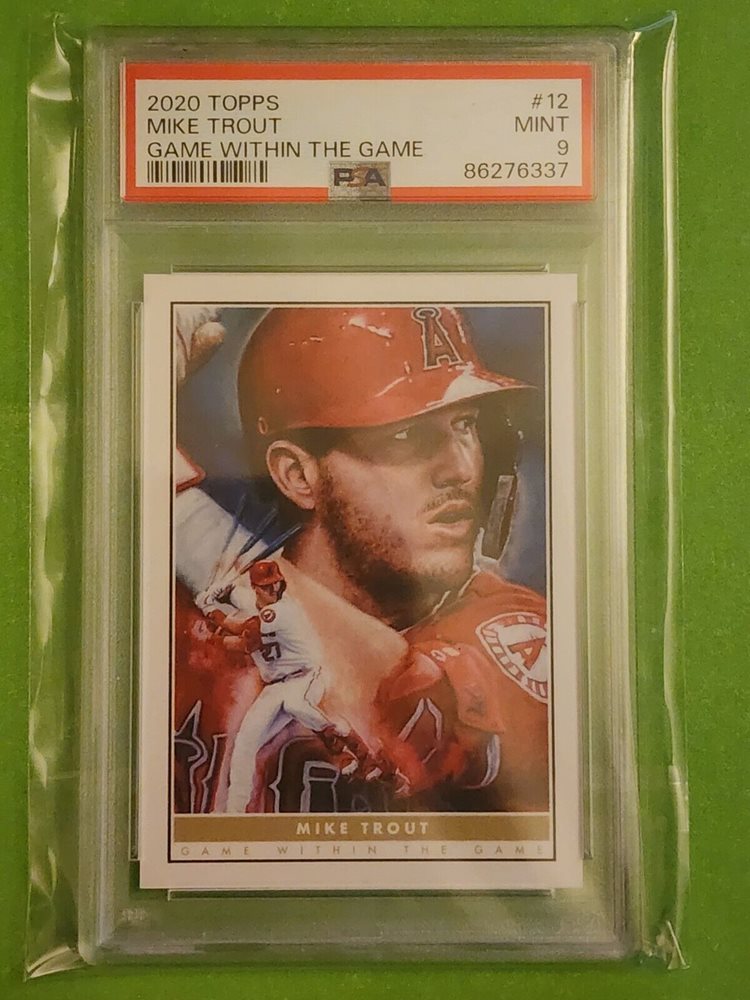 2020 TOPPS #12
MIKE TROUT MINT
GAME WITHIN THE GAME 9
PSA 86276337
A
A
MIKE TROUT
GAME WITHIN THE GAME